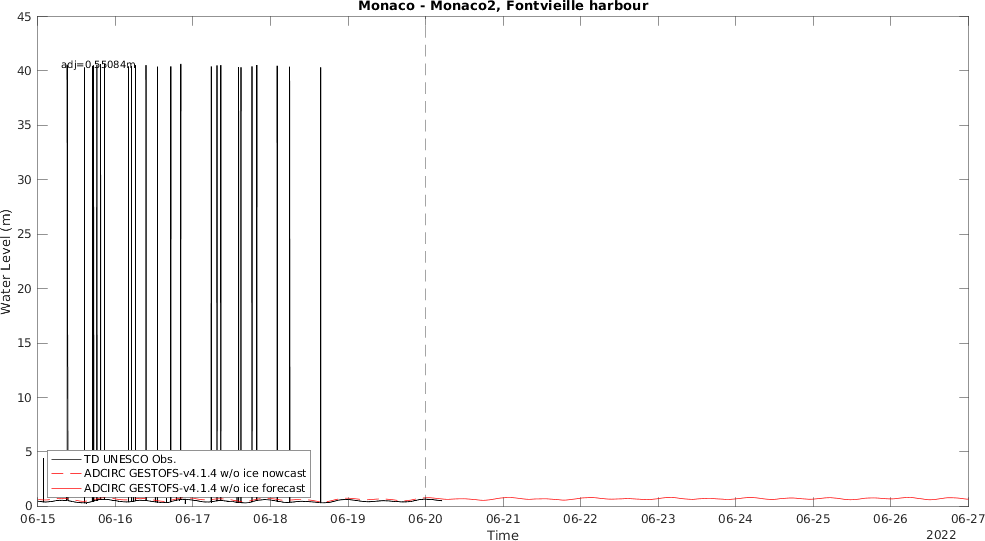 Monaco - Monaco2, Fontvieille harbour
45
40
35
30
25
20
15
10
5
0
Water Level (m)
adj=0.55084m
TD UNESCO Obs.
ADCIRC GESTOFS-v4.1.4 w/o ice nowcast
ADCIRC GESTOFS-v4.1.4 w/o ice forecast
06-15 06-16 06-17 06-18 06-19 06-20 06-21 06-22 06-23 06-24 06-25 06-26 06-27
Time
2022